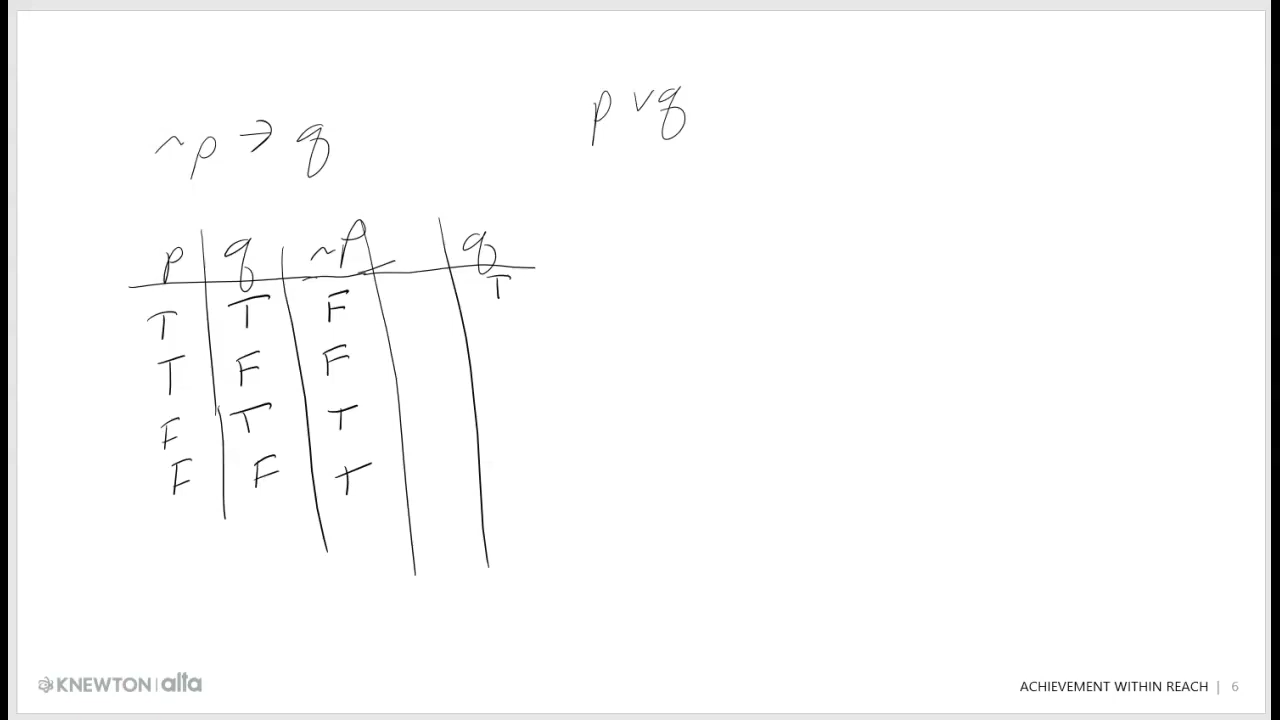 p ∨ q
~p → q
p q ~p q
T T F T
T F F
F T T
F F T
KNEWTON | alta
ACHIEVEMENT WITHIN REACH | 6